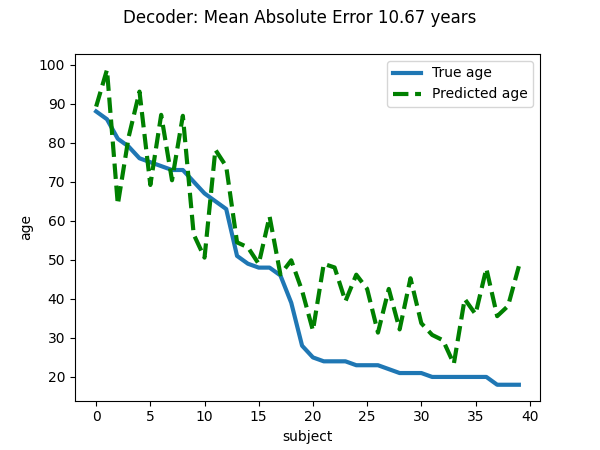 Decoder: Mean Absolute Error 10.67 years
True age
Predicted age
100
90
80
70
60
50
40
30
20
age
0 5 10 15 20 25 30 35 40
subject